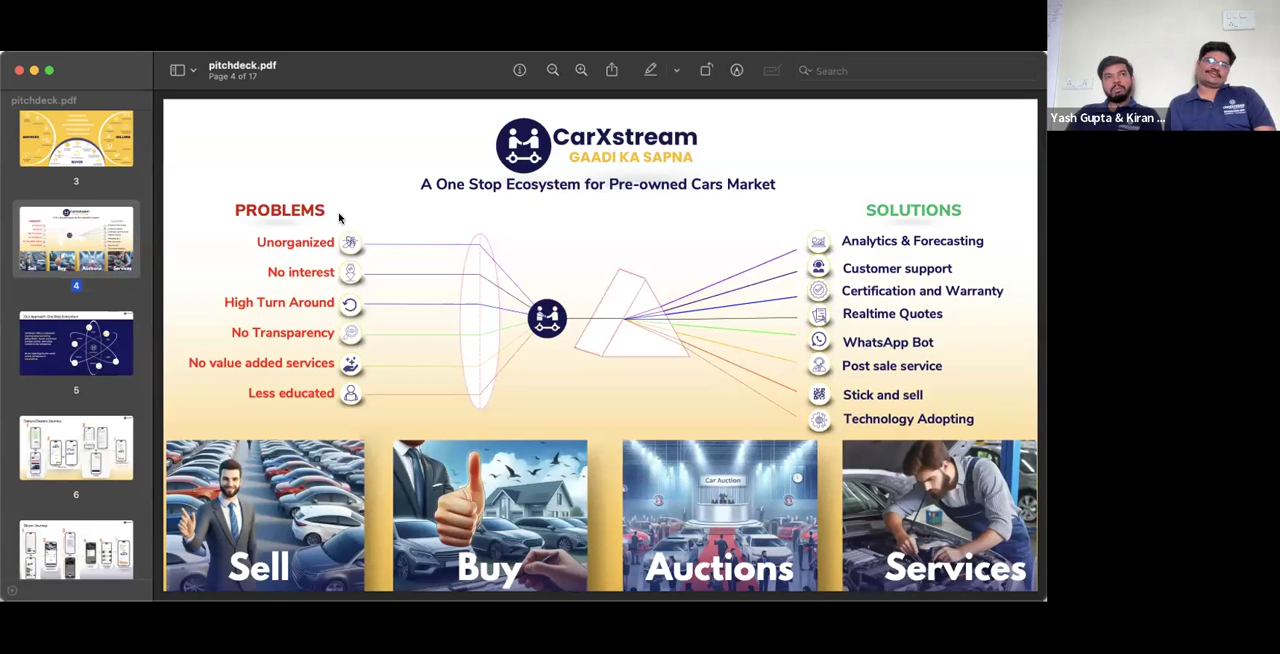 pitchdeck.pdf
Page 4 of 17
Search
pitchdeck.pdf
3
4
5
6
CarXstream
GAADI KA SAPNA
A One Stop Ecosystem for Pre-owned Cars Market
PROBLEMS
Unorganized
No interest
High Turn Around
No Transparency
No value added services
Less educated
SOLUTIONS
Analytics & Forecasting
Customer support
Certification and Warranty
Realtime Quotes
WhatsApp Bot
Post sale service
Stick and sell
Technology Adopting
Sell
Buy
Car Auction
Auctions
Services
Yash Gupta & Kiran ...